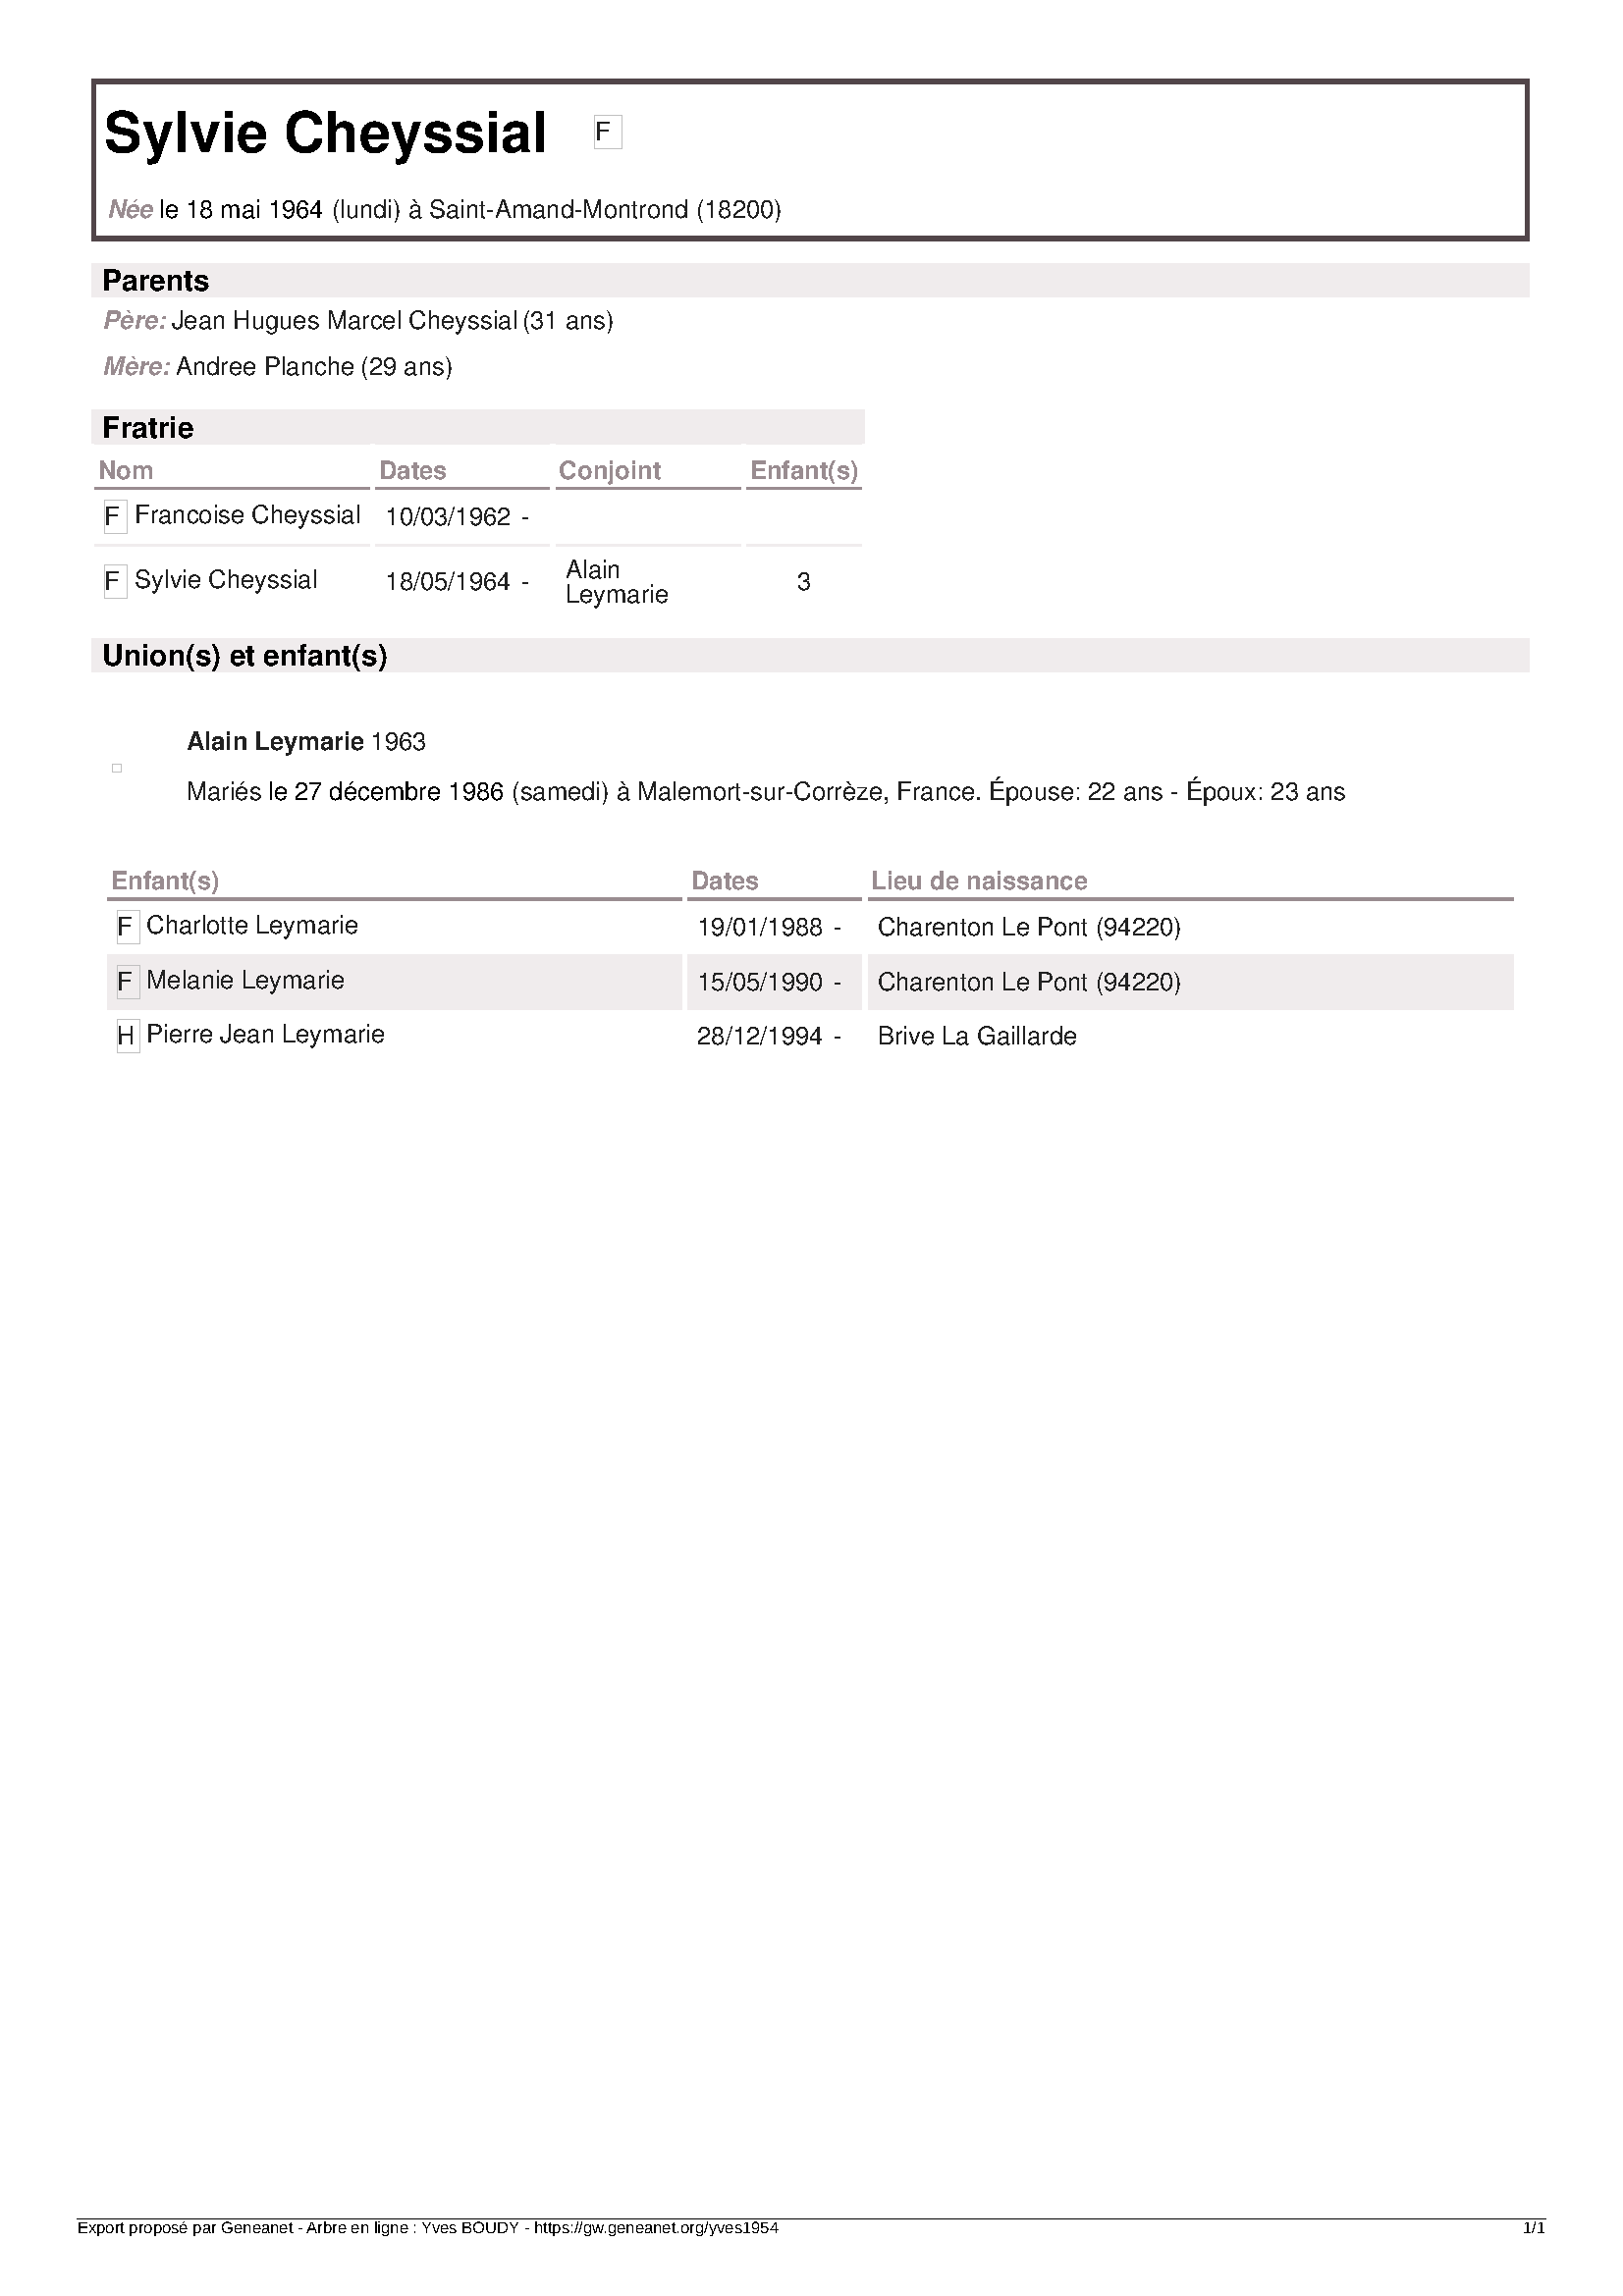 Sylvie Cheyssial F
Née le 18 mai 1964 (lundi) à Saint-Amand-Montrond (18200)
Parents
Père: Jean Hugues Marcel Cheyssial (31 ans)
Mère: Andree Planche (29 ans)
Fratrie
Nom Dates Conjoint Enfant(s)
F Francoise Cheyssial 10/03/1962 -
F Sylvie Cheyssial 18/05/1964 - Alain Leymarie 3
Union(s) et enfant(s)
Alain Leymarie 1963
Mariés le 27 décembre 1986 (samedi) à Malemort-sur-Corrèze, France. Épouse: 22 ans - Époux: 23 ans
Enfant(s) Dates Lieu de naissance
F Charlotte Leymarie 19/01/1988 - Charenton Le Pont (94220)
F Melanie Leymarie 15/05/1990 - Charenton Le Pont (94220)
H Pierre Jean Leymarie 28/12/1994 - Brive La Gaillarde
Export proposé par Geneanet - Arbre en ligne : Yves BOUDY - https://gw.geneanet.org/yves1954 1/1